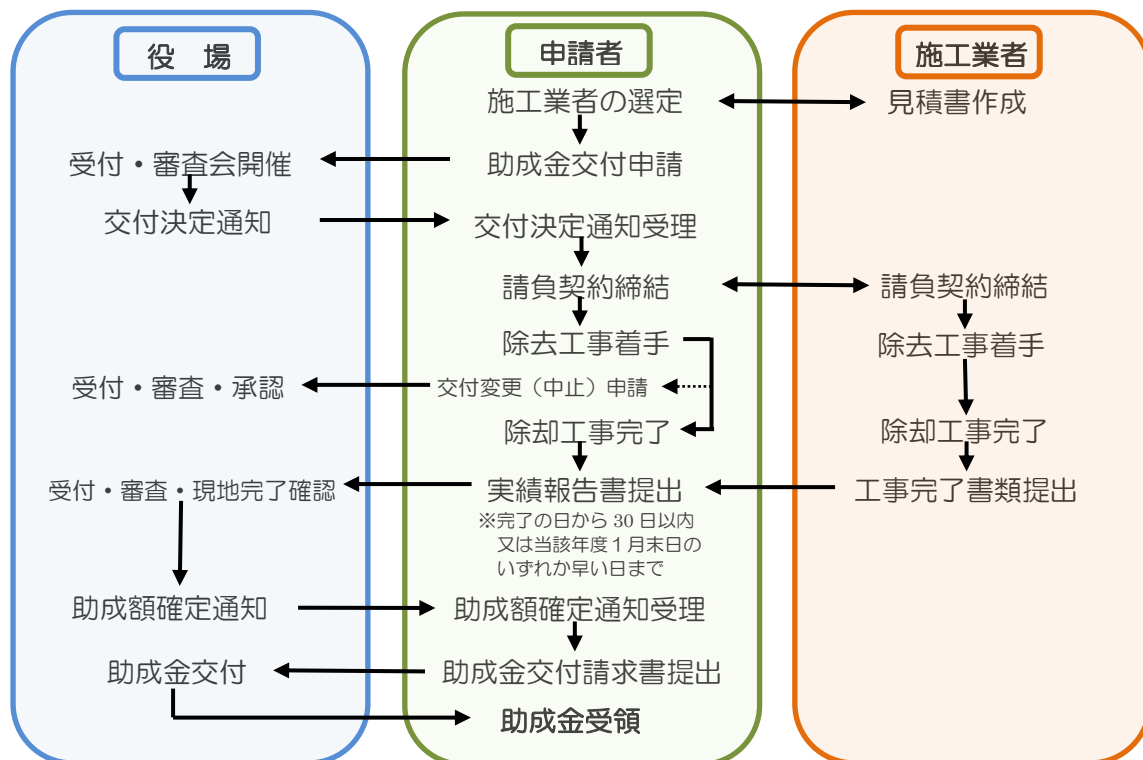 役 場
申請者
施工業者
施工業者の選定
見積書作成
受付・審査会開催
助成金交付申請
交付決定通知
交付決定通知受理
請負契約締結
請負契約締結
除去工事着手
除去工事着手
受付・審査・承認
交付変更（中止）申請
除却工事完了
除却工事完了
受付・審査・現地完了確認
実績報告書提出
工事完了書類提出
※完了の日から 30 日以内
又は当該年度１月末日の
いずれか早い日まで
助成額確定通知
助成額確定通知受理
助成金交付
助成金交付請求書提出
助成金受領